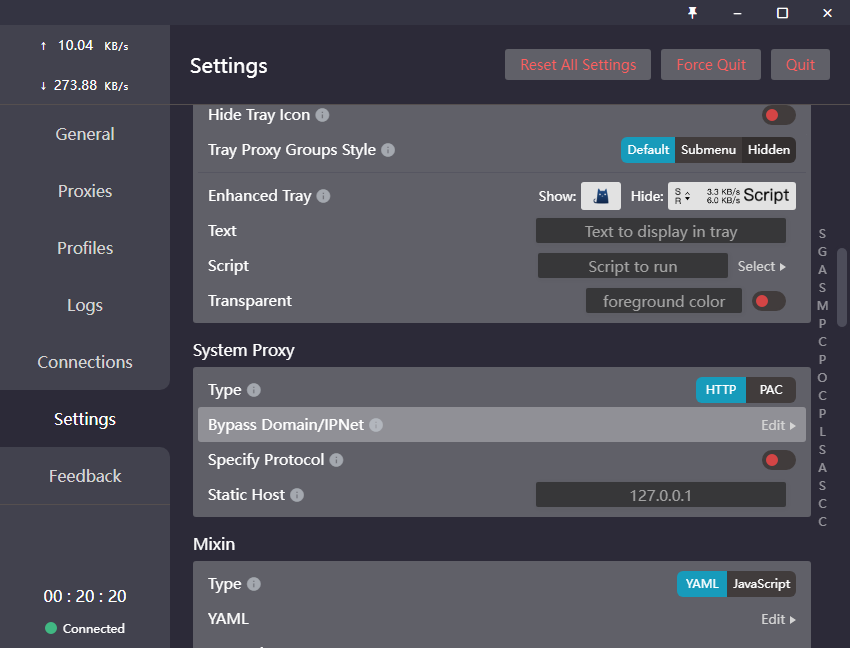 ↑ 10.04 KB/s
↓ 273.88 KB/s
General
Proxies
Profiles
Logs
Connections
Settings
Feedback
00 : 20 : 20
Connected
Settings
Reset All Settings Force Quit Quit
Hide Tray Icon
Tray Proxy Groups Style Default Submenu Hidden
Enhanced Tray Show: Hide: S R 3.3 KB/s 6.0 KB/s Script
Text Text to display in tray
Script Script to run Select
Transparent foreground color
System Proxy
Type HTTP PAC
Bypass Domain/IPNet Edit
Specify Protocol
Static Host 127.0.0.1
Mixin
Type YAML JavaScript
YAML Edit
S
G
A
S
M
P
C
P
O
C
P
L
S
A
S
C
C